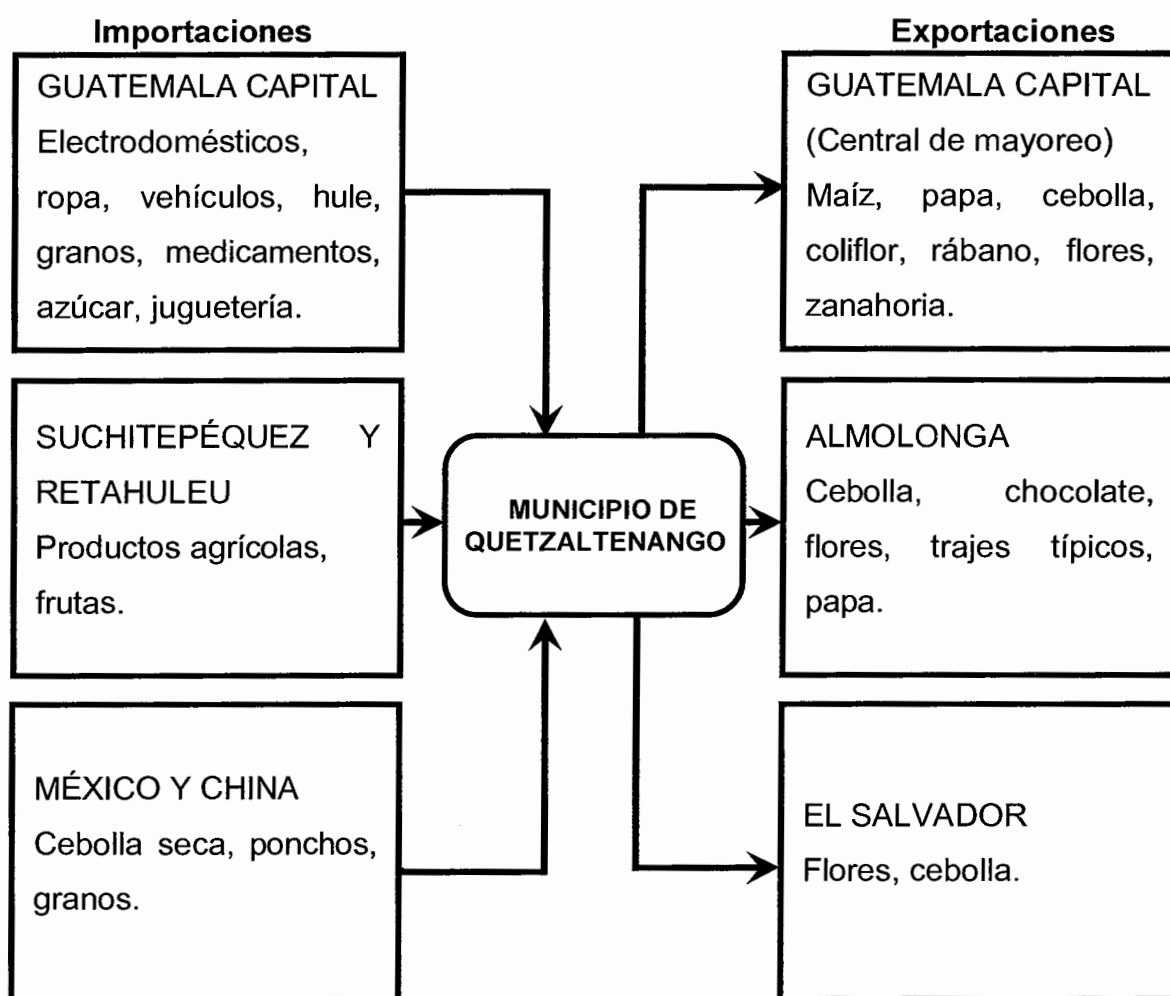 Importaciones
GUATEMALA CAPITAL
Electrodomésticos,
ropa, vehículos, hule,
granos, medicamentos,
azúcar, juguetería.
SUCHITEPÉQUEZ Y
RETAHULEU
Productos agrícolas,
frutas.
MÉXICO Y CHINA
Cebolla seca, ponchos,
granos.
MUNICIPIO DE
QUETZALTENANGO
Exportaciones
GUATEMALA CAPITAL
(Central de mayoreo)
Maíz, papa, cebolla,
coliflor, rábano, flores,
zanahoria.
ALMOLONGA
Cebolla, chocolate,
flores, trajes típicos,
papa.
EL SALVADOR
Flores, cebolla.